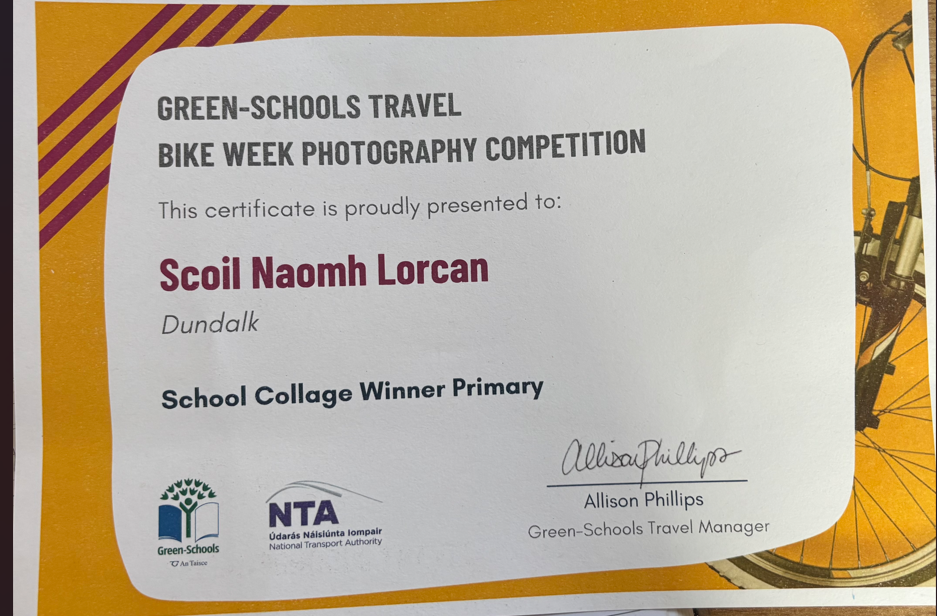 GREEN-SCHOOLS TRAVEL
BIKE WEEK PHOTOGRAPHY COMPETITION
This certificate is proudly presented to:
Scoil Naomh Lorcan
Dundalk
School Collage Winner Primary
Allison Phillips
Allison Phillips
Green-Schools Travel Manager
Green-Schools
An Taisce
NTA
Údarás Náisiúnta Iompair
National Transport Authority